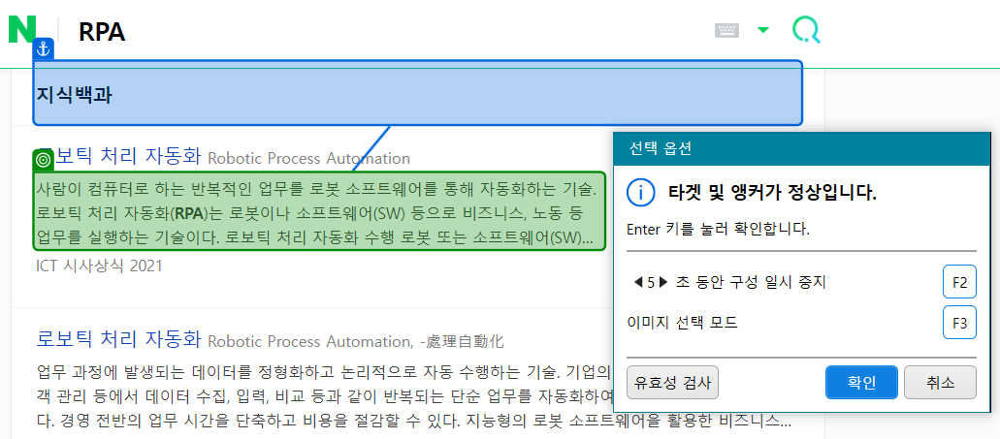 N RPA
지식백과
보틱 처리 자동화 Robotic Process Automation
사람이 컴퓨터로 하는 반복적인 업무를 로봇 소프트웨어를 통해 자동화하는 기술.
로보틱 처리 자동화(RPA)는 로봇이나 소프트웨어(SW) 등으로 비즈니스, 노동 등
업무를 실행하는 기술이다. 로보틱 처리 자동화 수행 로봇 또는 소프트웨어(SW)...
ICT 시사상식 2021
로보틱 처리 자동화 Robotic Process Automation, -處理自動化
업무 과정에 발생되는 데이터를 정형화하고 논리적으로 자동 수행하는 기술. 기업의
객 관리 등에서 데이터 수집, 입력, 비교 등과 같이 반복되는 단순 업무를 자동화하여
다. 경영 전반의 업무 시간을 단축하고 비용을 절감할 수 있다. 지능형의 로봇 소프트웨어을 활용한 비즈니스...
선택 옵션
타겟 및 앵커가 정상입니다.
Enter 키를 눌러 확인합니다.
◀ 5 ▶ 초 동안 구성 일시 중지 F2
이미지 선택 모드 F3
유효성 검사 확인 취소